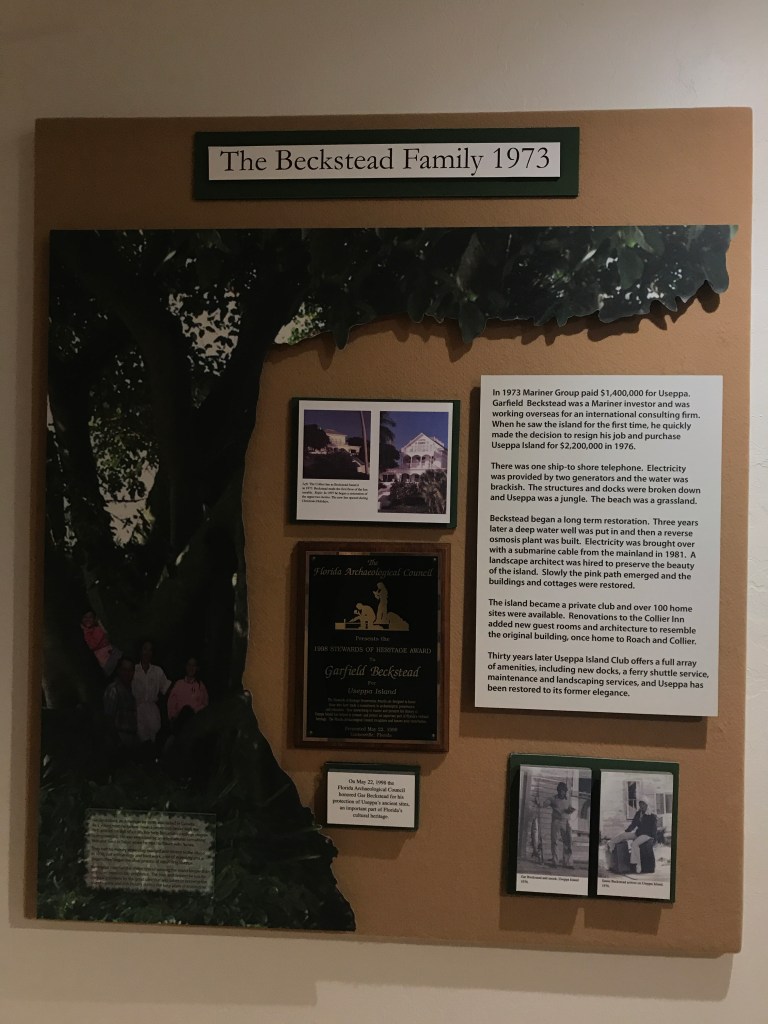 The Beckstead Family 1973
In 1973 Mariner Group paid $1,400,000 for Useppa.
Garfield Beckstead was a Mariner investor and was
working overseas for an international consulting firm.
When he saw the island for the first time, he quickly
made the decision to resign his job and purchase
Useppa Island for $2,200,000 in 1976.
There was one ship-to shore telephone. Electricity
was provided by two generators and the water was
brackish. The structures and docks were broken down
and Useppa was a jungle. The beach was a grassland.
Beckstead began a long term restoration. Three years
later a deep water well was put in and then a reverse
osmosis plant was built. Electricity was brought over
with a submarine cable from the mainland in 1981. A
landscape architect was hired to preserve the beauty
of the island. Slowly the pink path emerged and the
buildings and cottages were restored.
The island became a private club and over 100 home
sites were available. Renovations to the Collier Inn
added new guest rooms and architecture to resemble
the original building, once home to Roach and Collier.
Thirty years later Useppa Island Club offers a full array
of amenities, including new docks, a ferry shuttle service,
maintenance and landscaping services, and Useppa has
been restored to its former elegance.
The
Florida Archaeological Council
Presents the
1998 STEWARDS OF HERITAGE AWARD
To
Garfield Beckstead
For
Useppa Island
Presented May 22, 1998
Gainesville, Florida
On May 22, 1998 the
Florida Archaeological Council
honored Gar Beckstead for his
protection of Useppa's ancient sites,
an important part of Florida's
cultural heritage.